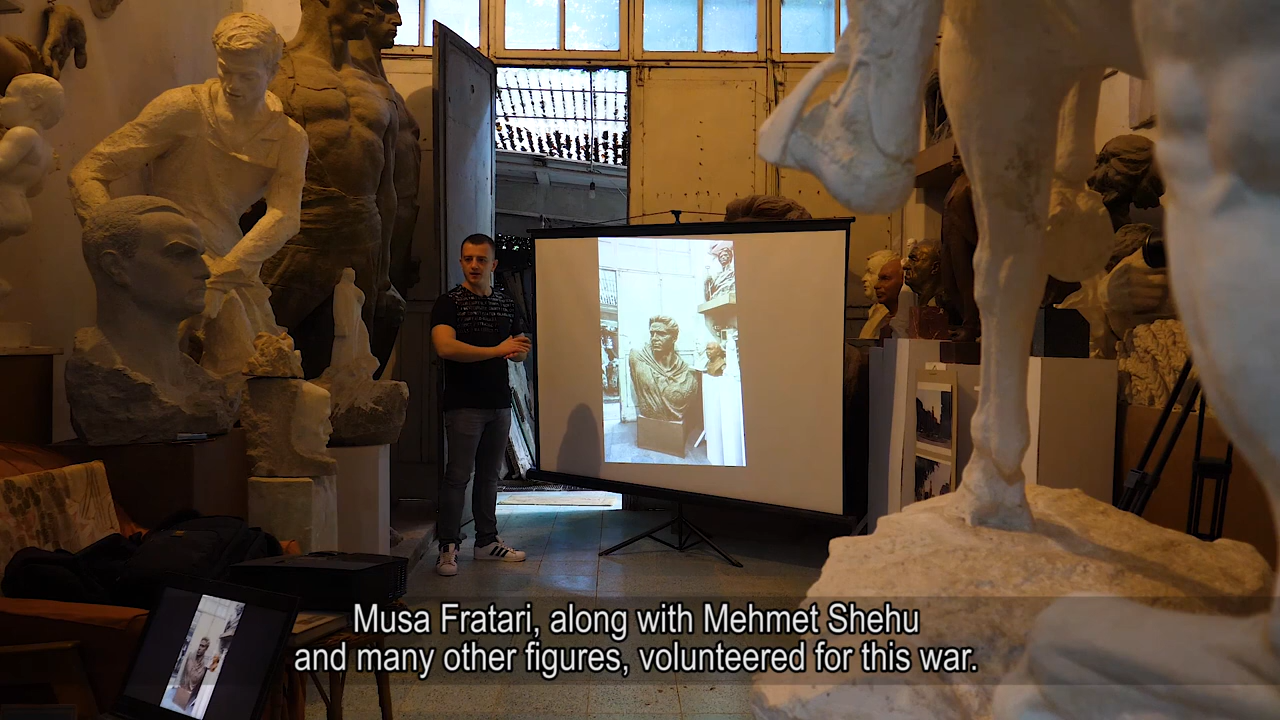 Musa Fratari, along with Mehmet Shehu
and many other figures, volunteered for this war.